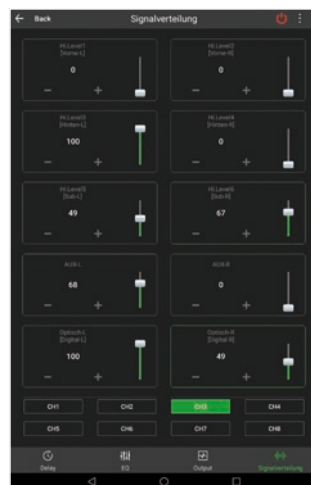 Back
Signalverteilung
Hi.Level1
[Vorne-L]
0
Hi.Level2
[Vorne-R]
0
Hi.Level3
[Hinten-L]
100
Hi.Level4
[Hinten-R]
0
Hi.Level5
[Sub-L]
49
Hi.Level6
[Sub-R]
67
AUX-L
68
AUX-R
0
Optisch-L
[Digital-L]
100
Optisch-R
[Digital-R]
49
CH1
CH2
CH3
CH4
CH5
CH6
CH7
CH8
Delay
EQ
Output
Signalverteilung